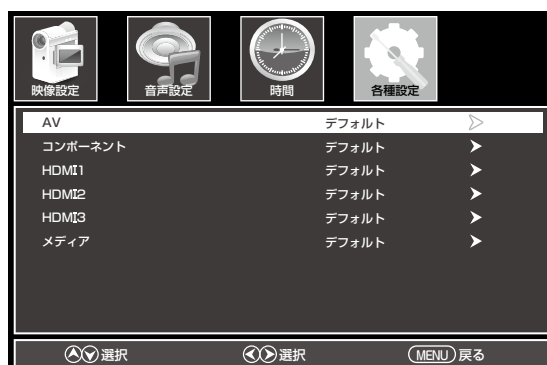 映像設定 音声設定 時間 各種設定
AV デフォルト
コンポーネント デフォルト
HDMI1 デフォルト
HDMI2 デフォルト
HDMI3 デフォルト
メディア デフォルト
選択 選択 MENU 戻る